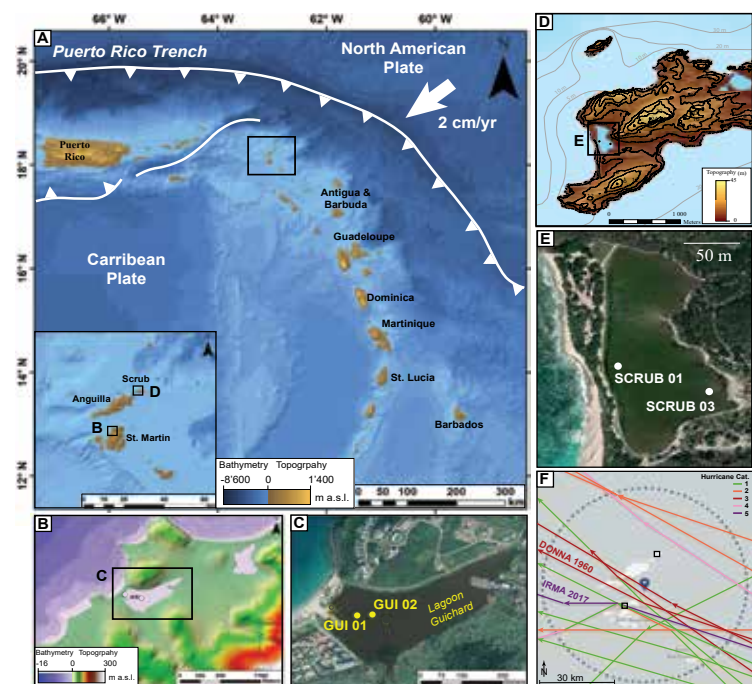 66° W
64° W
62° W
60° W
A
Puerto Rico Trench
North American
Plate
N
2 cm/yr
20° N
18° N
16° N
14° N
12° N
Puerto
Rico
Antigua &
Barbuda
Guadeloupe
Carribean
Plate
Dominica
Martinique
St. Lucia
Barbados
Scrub
D
Anguilla
B
St. Martin
Bathymetry Topogrpahy
-8'600 0 1'400
m a.s.l.
0 50 100 200 300
km
B
C
Bathymetry Topography
-16 0 300
m a.s.l.
C
GUI 02
GUI 01
Lagoon
Guichard
D
E
Topography (m)
45
0
0 500 1 000
Meters
E
50 m
SCRUB 01
SCRUB 03
F
Hurricane Cat.
1
2
3
4
5
DONNA 1960
IRMA 2017
N
30 km